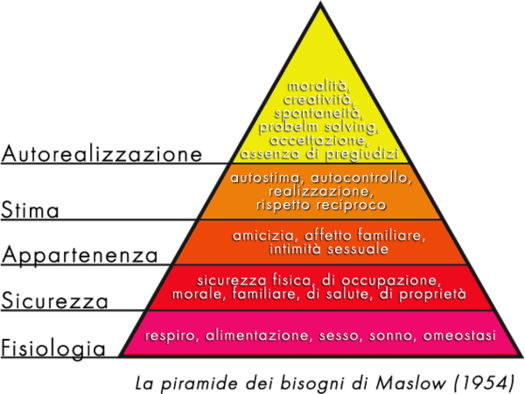 moralità,
creatività,
spontaneità,
probelm solving,
accettazione,
assenza di pregiudizi
Autorealizzazione
autostima, autocontrollo,
realizzazione,
rispetto reciproco
Stima
amicizia, affetto familiare,
intimità sessuale
Appartenenza
sicurezza fisica, di occupazione,
morale, familiare, di salute, di proprietà
Sicurezza
respiro, alimentazione, sesso, sonno, omeostasi
Fisiologia
La piramide dei bisogni di Maslow (1954)